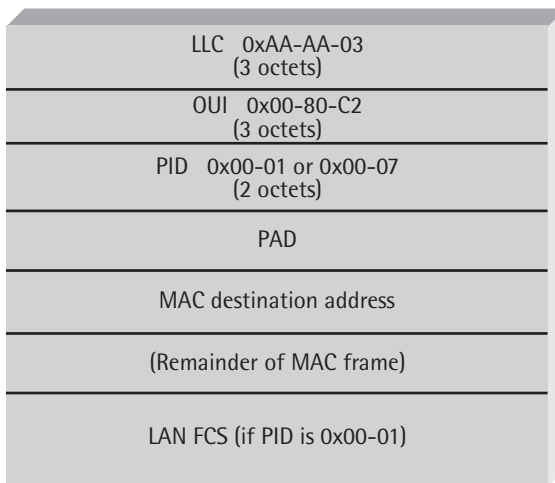 LLC 0xAA-AA-03
(3 octets)
OUI 0x00-80-C2
(3 octets)
PID 0x00-01 or 0x00-07
(2 octets)
PAD
MAC destination address
(Remainder of MAC frame)
LAN FCS (if PID is 0x00-01)